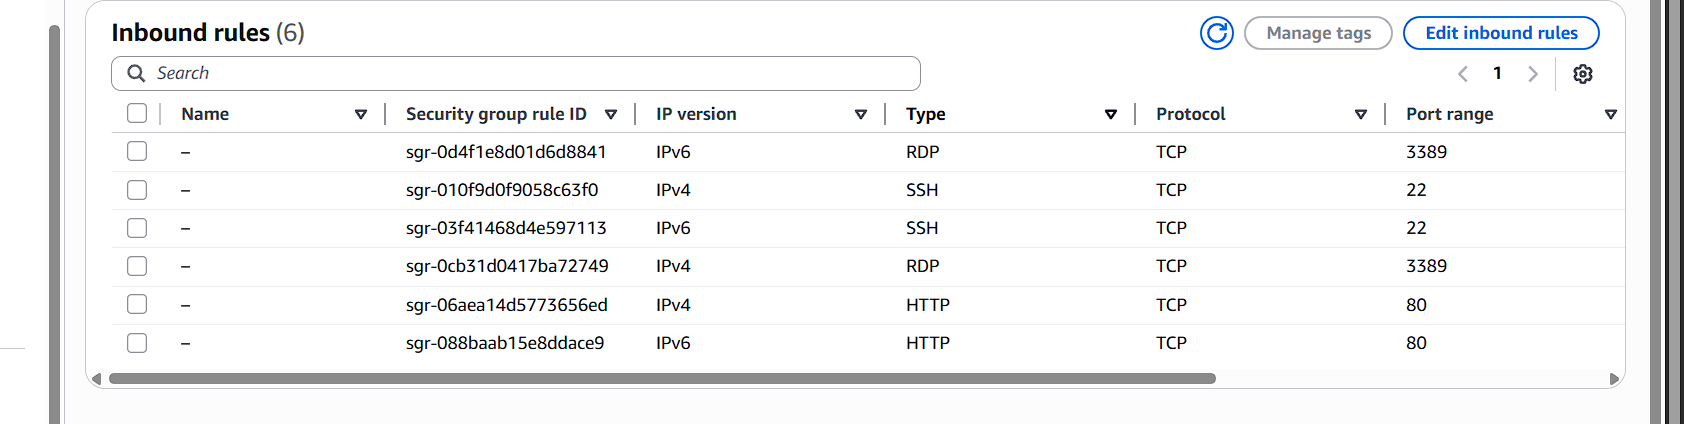 Inbound rules (6)
Manage tags
Edit inbound rules
Search
1
Name Security group rule ID IP version Type Protocol Port range
– sgr-0d4f1e8d01d6d8841 IPv6 RDP TCP 3389
– sgr-010f9d0f9058c63f0 IPv4 SSH TCP 22
– sgr-03f41468d4e597113 IPv6 SSH TCP 22
– sgr-0cb31d0417ba72749 IPv4 RDP TCP 3389
– sgr-06aea14d5773656ed IPv4 HTTP TCP 80
– sgr-088baab15e8ddace9 IPv6 HTTP TCP 80